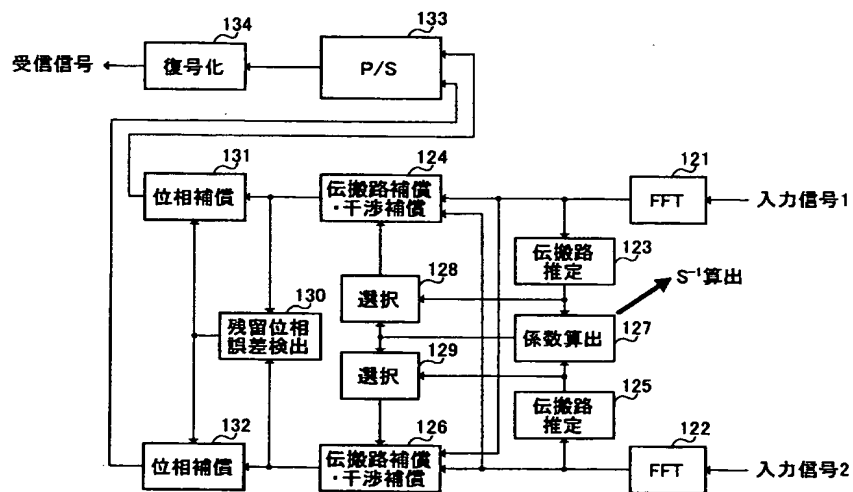 134
133
受信信号
復号化
P/S
131
124
121
位相補償
伝搬路補償
・干渉補償
FFT
入力信号1
123
伝搬路
推定
128
S⁻¹算出
130
選択
残留位相
誤差検出
係数算出
127
129
選択
125
伝搬路
推定
132
126
122
位相補償
伝搬路補償
・干渉補償
FFT
入力信号2